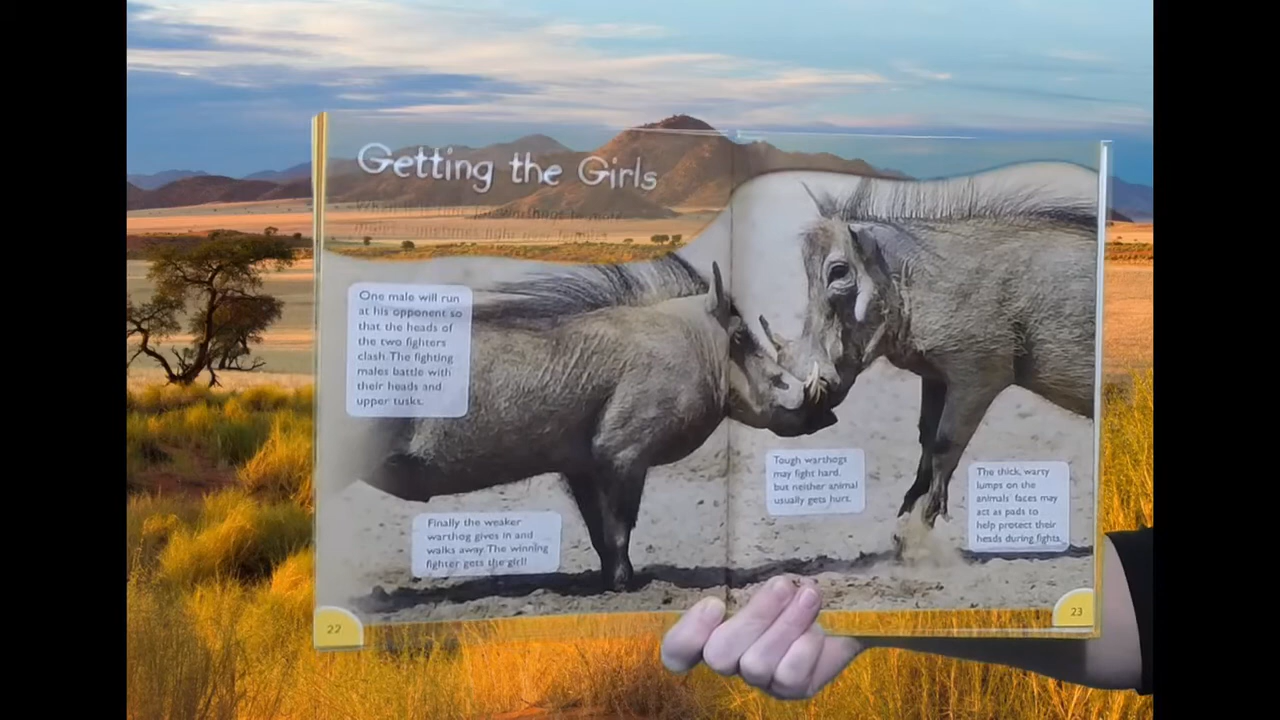 Getting the Girls
One male will run
at his opponent so
that the heads of
the two fighters
clash. The fighting
males battle with
their heads and
upper tusks.
Finally the weaker
warthog gives in and
walks away. The winning
fighter gets the girl!
22
Tough warthogs
may fight hard,
but neither animal
usually gets hurt.
The thick, warty
lumps on the
animals' faces may
act as pads to
help protect their
heads during fights.
23